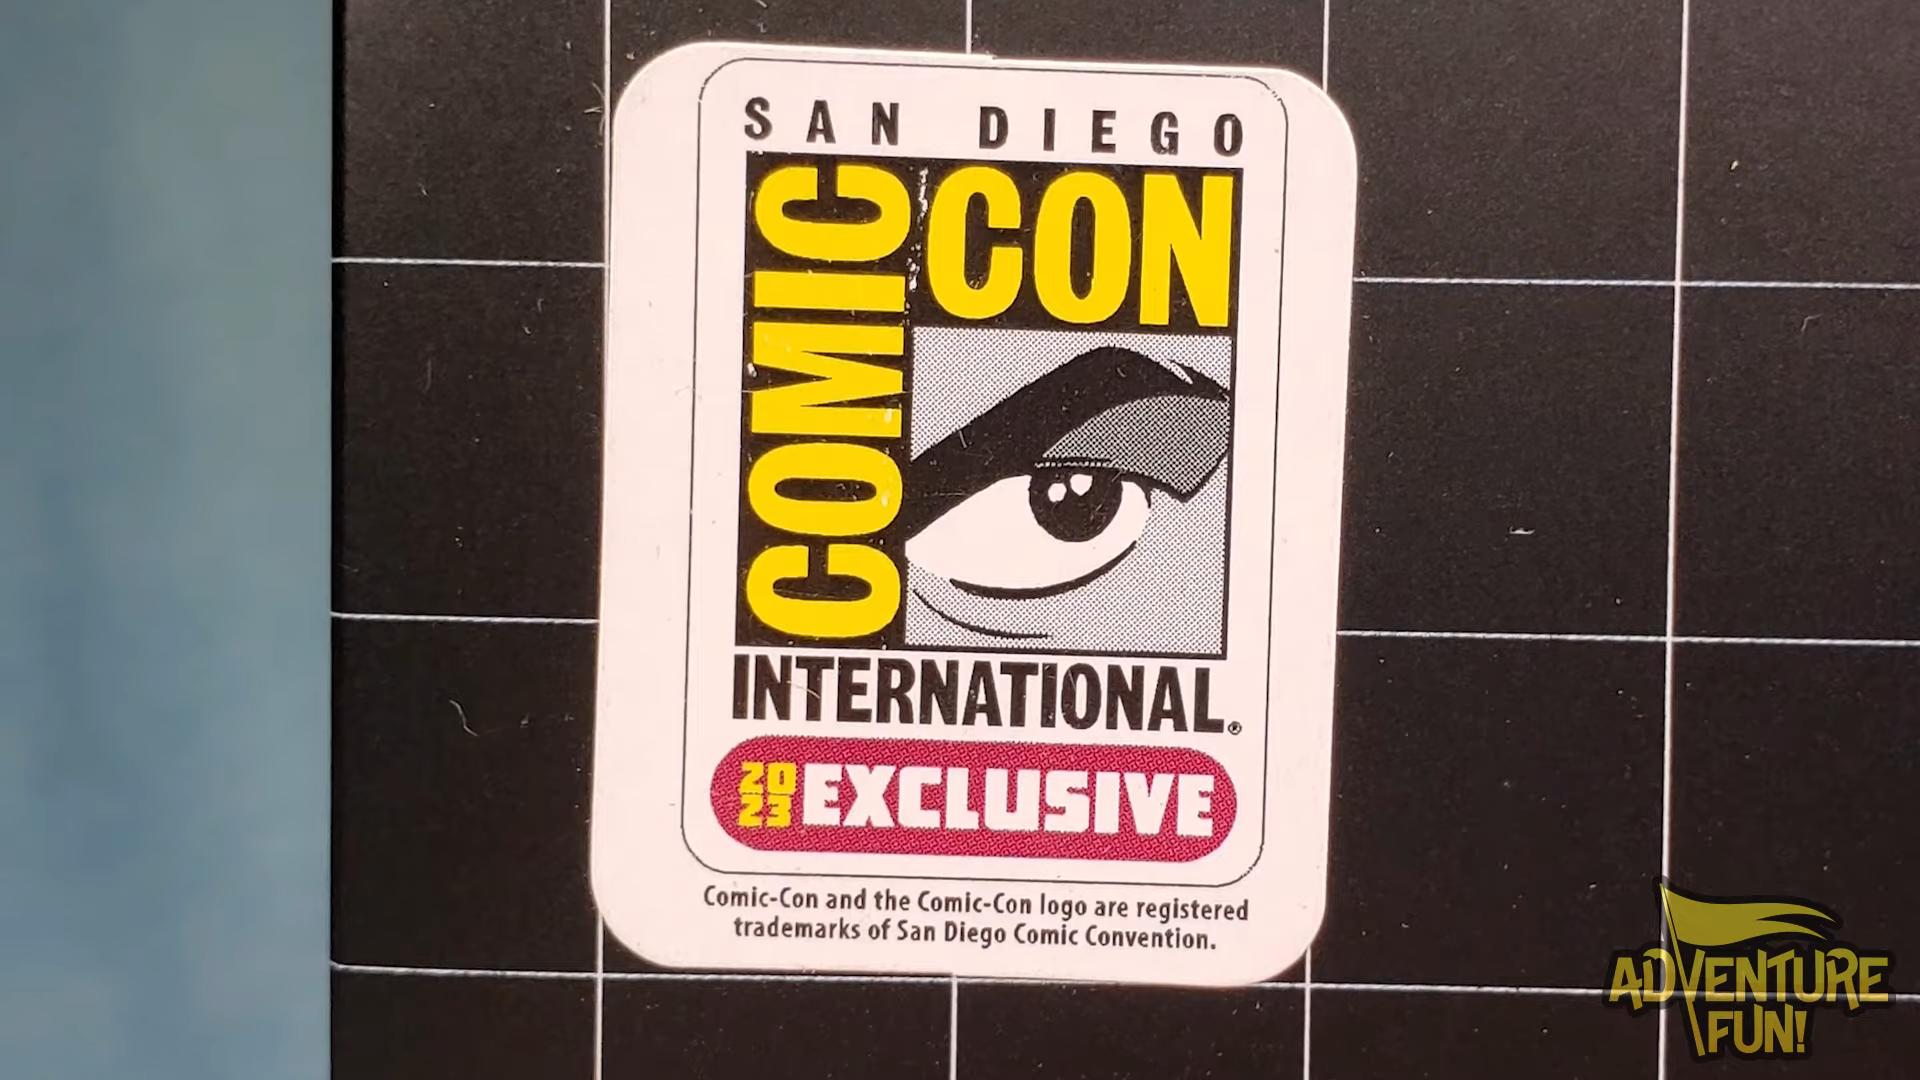 SAN DIEGO
COMIC CON
INTERNATIONAL®
2023 EXCLUSIVE
Comic-Con and the Comic-Con logo are registered
trademarks of San Diego Comic Convention.
ADVENTURE
FUN!